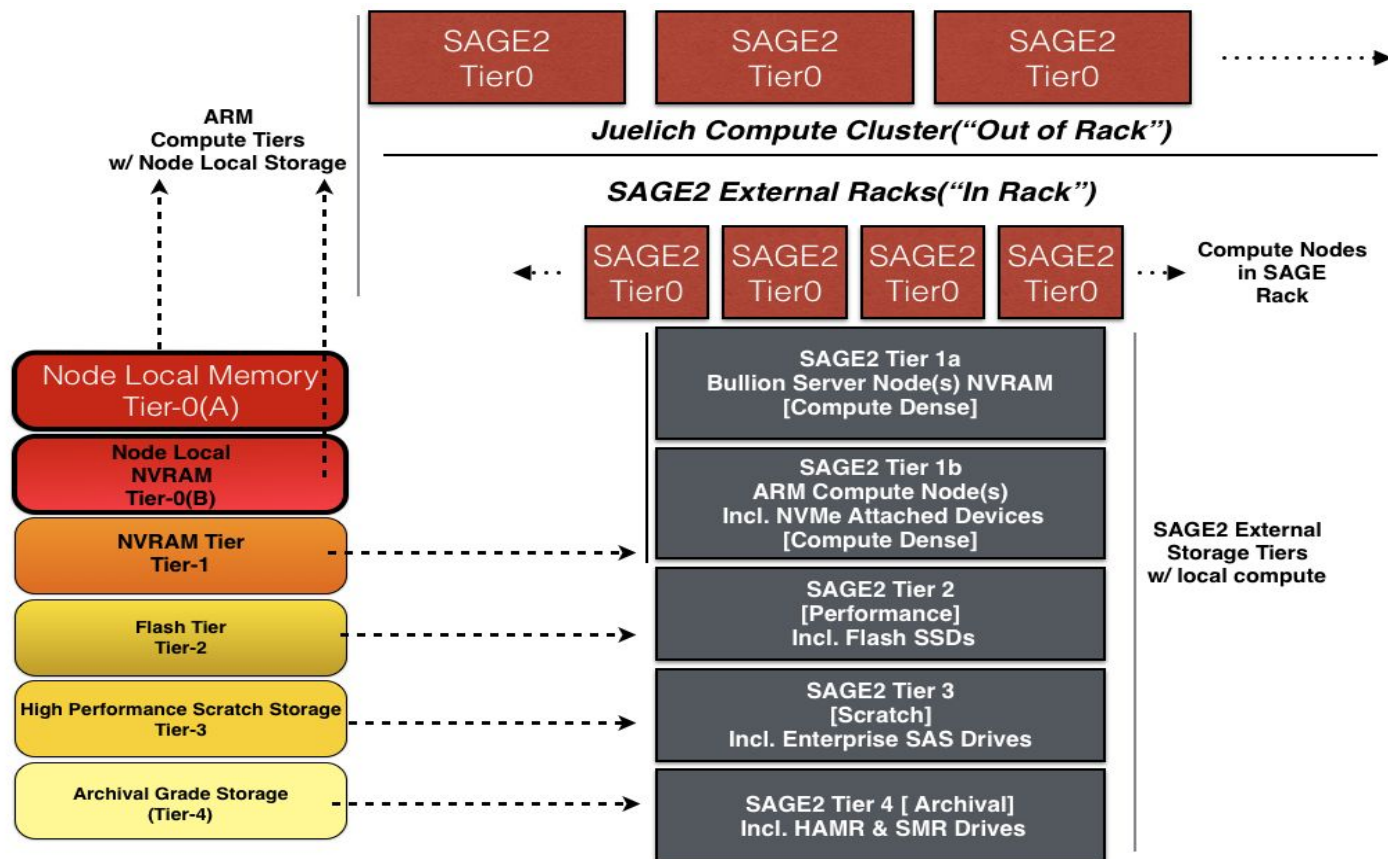 SAGE2
Tier0
SAGE2
Tier0
SAGE2
Tier0
ARM
Compute Tiers
w/ Node Local Storage
Juelich Compute Cluster(“Out of Rack”)
SAGE2 External Racks(“In Rack”)
SAGE2
Tier0
SAGE2
Tier0
SAGE2
Tier0
SAGE2
Tier0
Compute Nodes
in SAGE
Rack
Node Local Memory
Tier-0(A)
Node Local
NVRAM
Tier-0(B)
NVRAM Tier
Tier-1
Flash Tier
Tier-2
High Performance Scratch Storage
Tier-3
Archival Grade Storage
(Tier-4)
SAGE2 Tier 1a
Bullion Server Node(s) NVRAM
[Compute Dense]
SAGE2 Tier 1b
ARM Compute Node(s)
Incl. NVMe Attached Devices
[Compute Dense]
SAGE2 Tier 2
[Performance]
Incl. Flash SSDs
SAGE2 Tier 3
[Scratch]
Incl. Enterprise SAS Drives
SAGE2 Tier 4 [ Archival]
Incl. HAMR & SMR Drives
SAGE2 External
Storage Tiers
w/ local compute